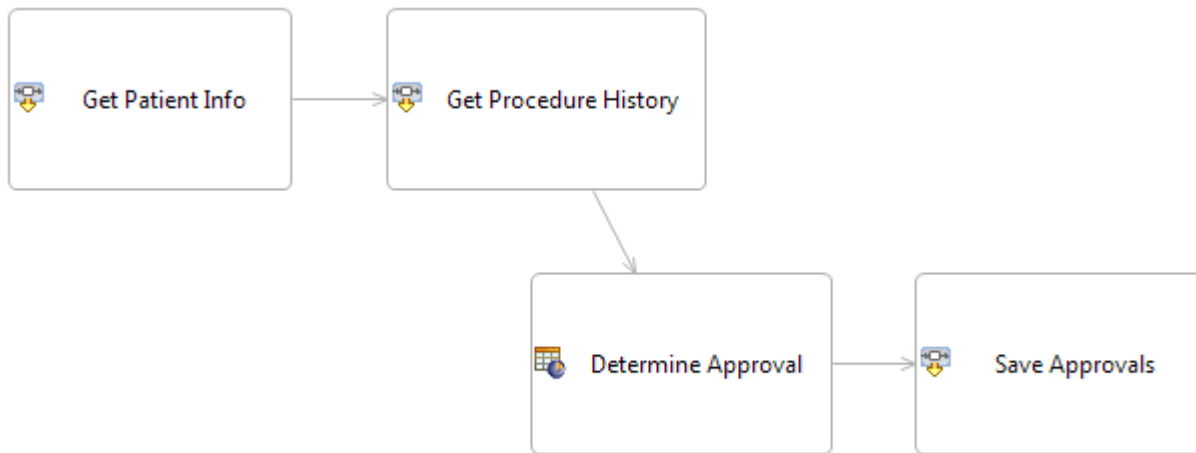 Get Patient Info
Get Procedure History
Determine Approval
Save Approvals